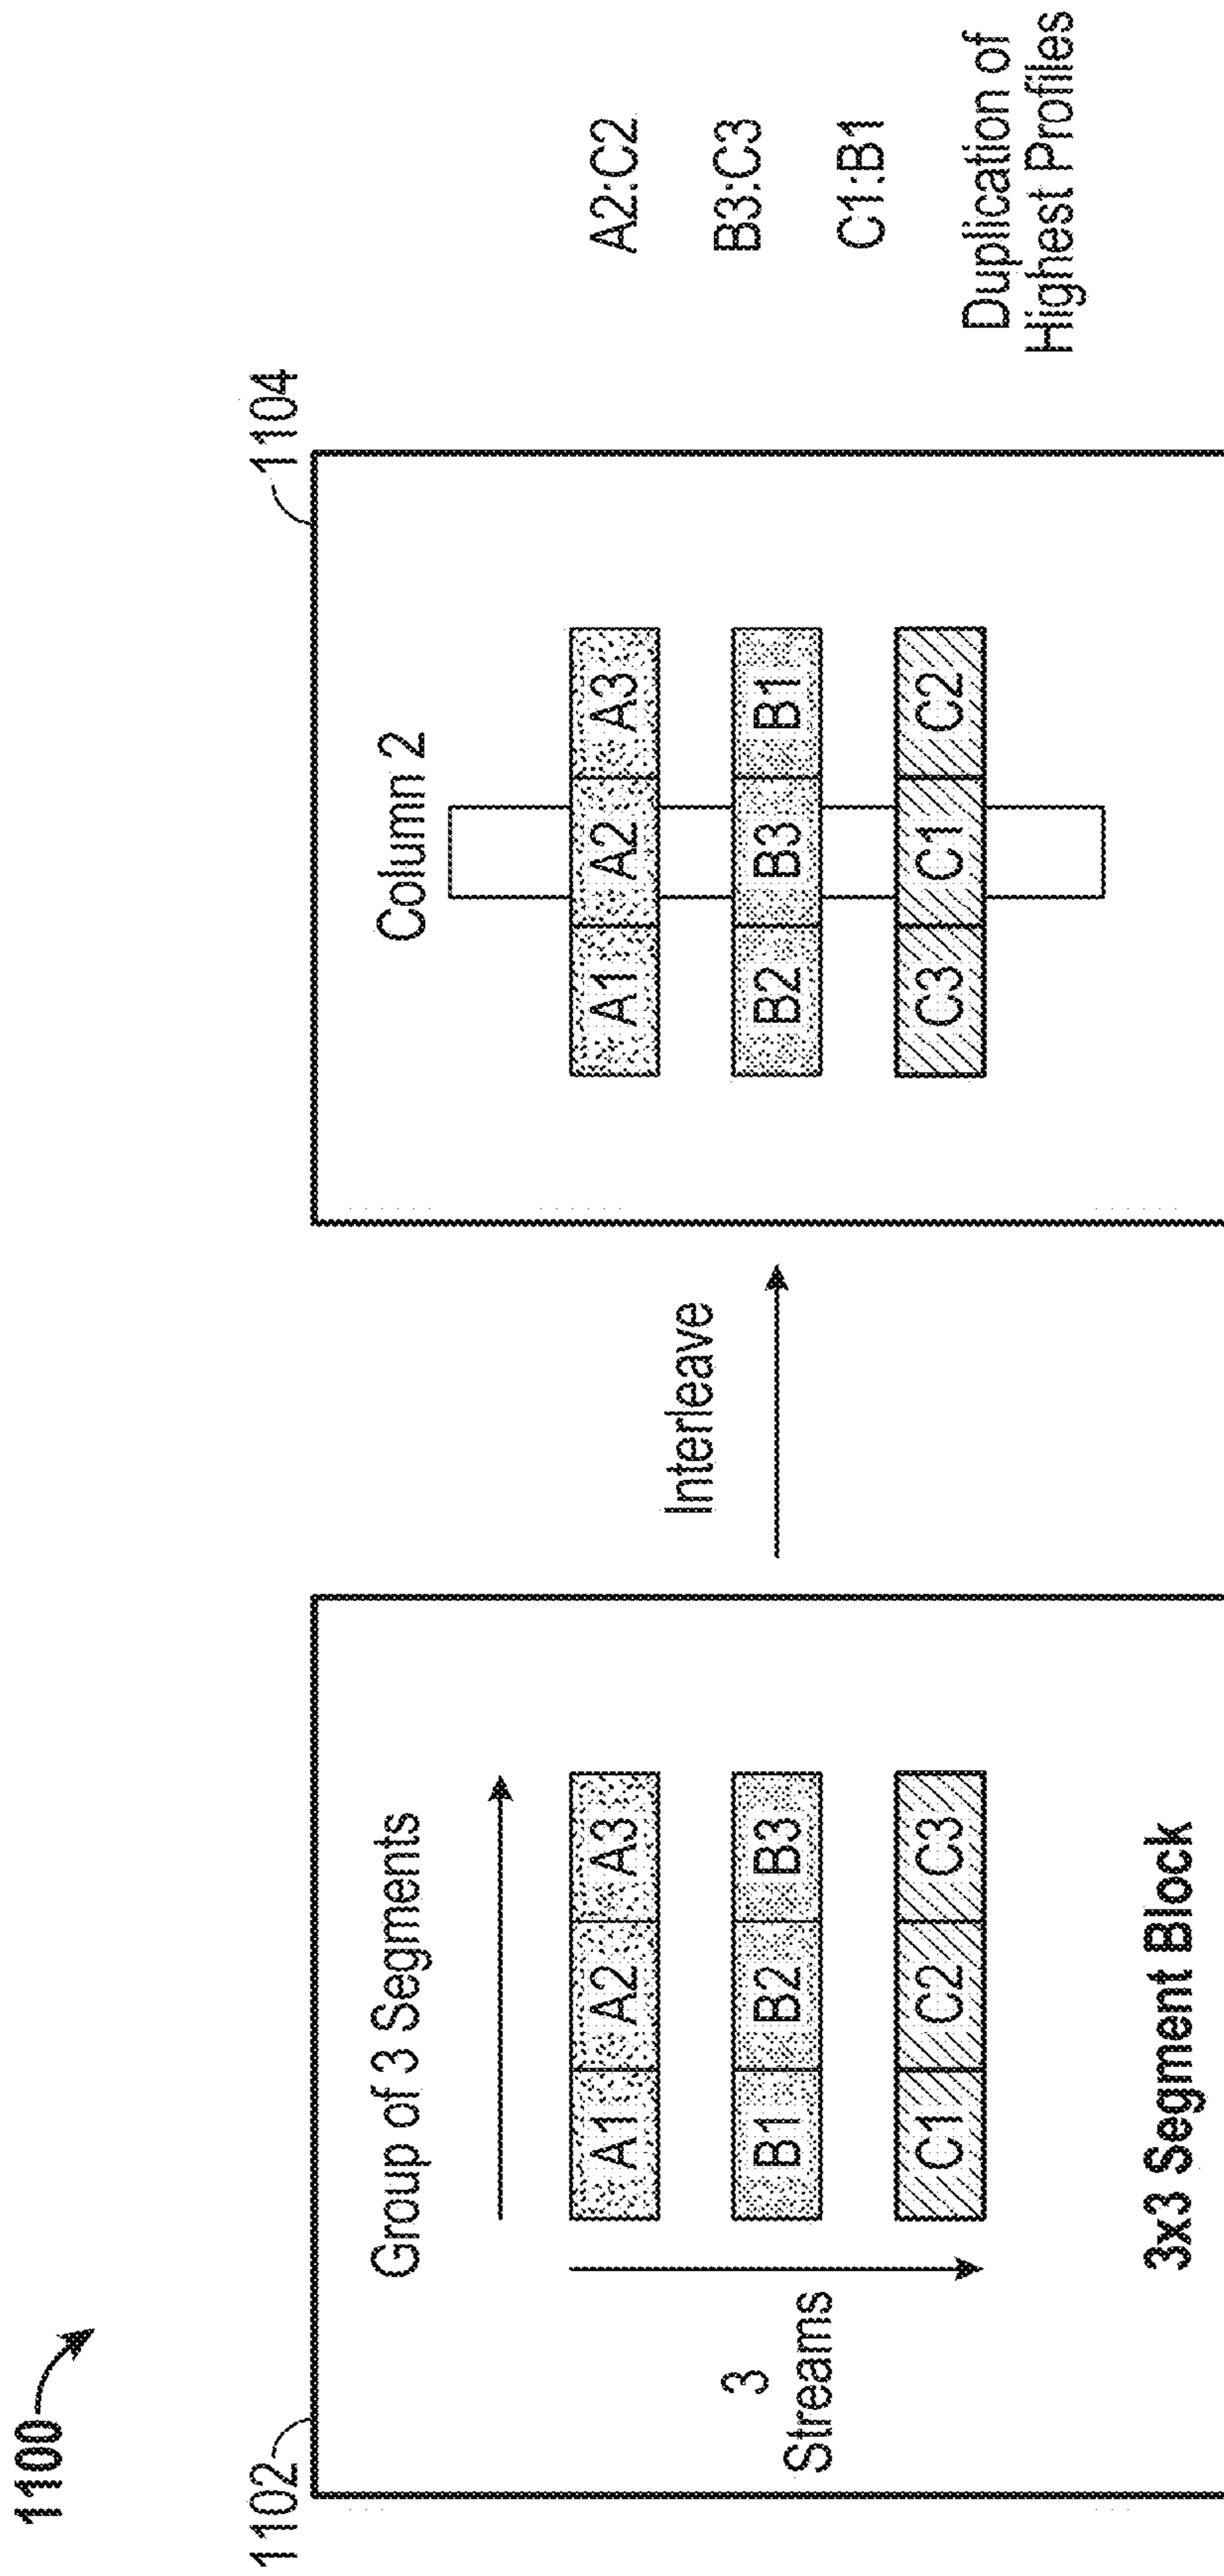 1100
1102
Group of 3 Segments
3
Streams
A1 A2 A3
B1 B2 B3
C1 C2 C3
3x3 Segment Block
Interleave
1104
Column 2
A1 A2 A3
B2 B3 B1
C3 C1 C2
A2:C2
B3:C3
C1:B1
Duplication of
Highest Profiles